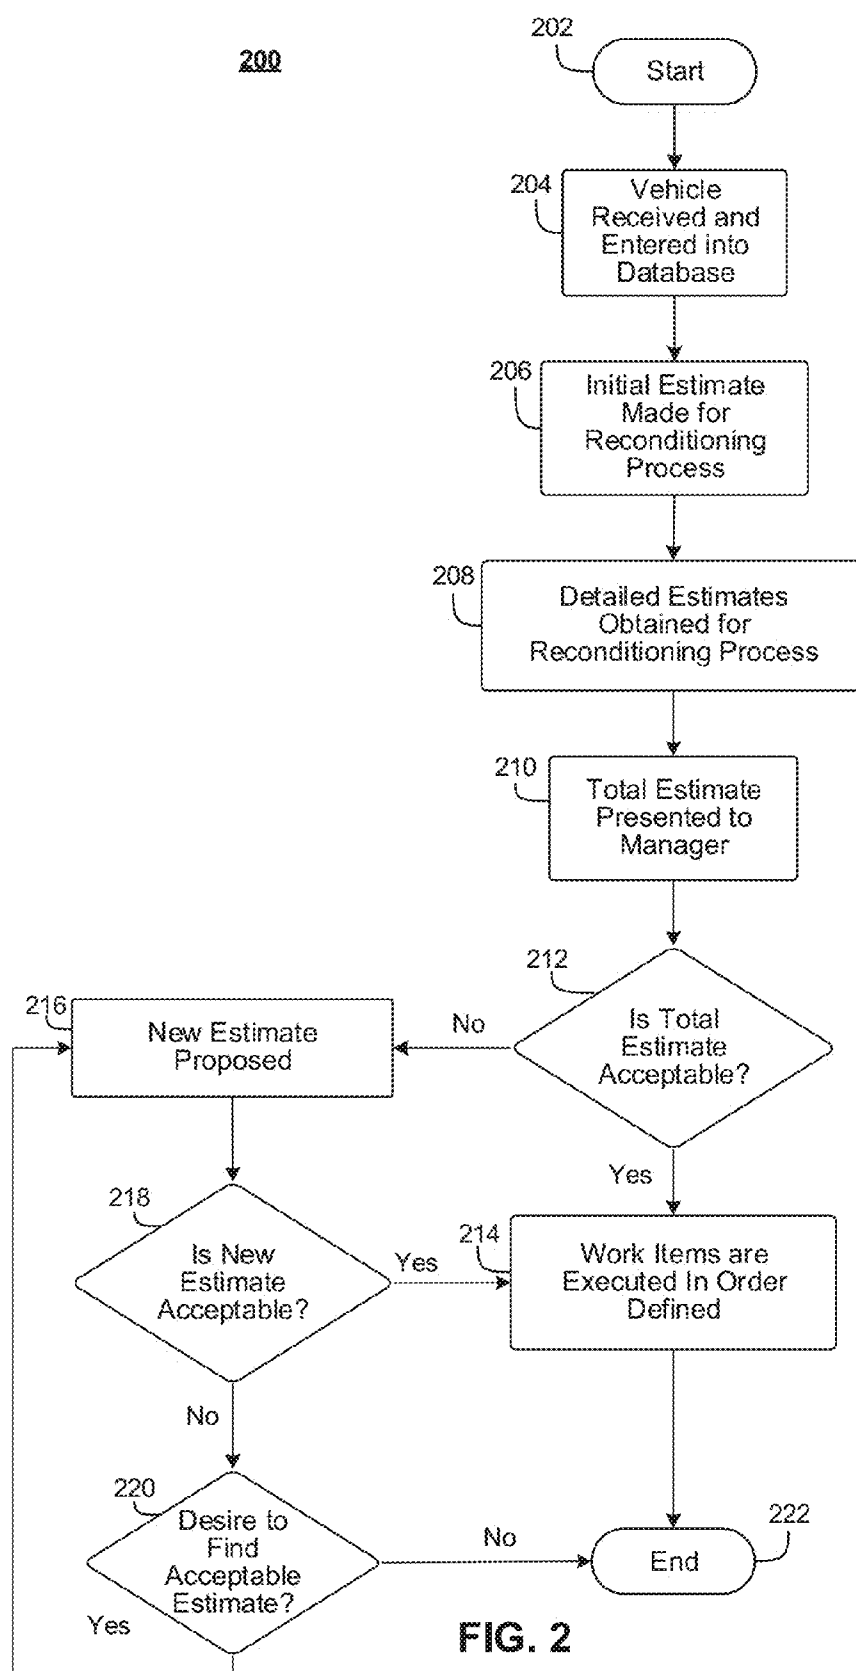 200
202
Start
204
Vehicle
Received and
Entered into
Database
206
Initial Estimate
Made for
Reconditioning
Process
208
Detailed Estimates
Obtained for
Reconditioning Process
210
Total Estimate
Presented to
Manager
212
Is Total
Estimate
Acceptable?
No
Yes
216
New Estimate
Proposed
218
Is New
Estimate
Acceptable?
Yes
No
214
Work Items are
Executed In Order
Defined
220
Desire to
Find
Acceptable
Estimate?
No
Yes
222
End
FIG. 2